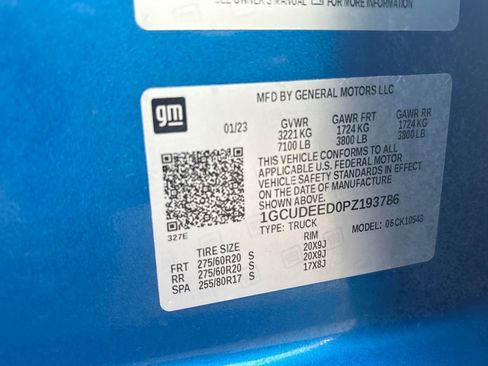 SEE OWNER'S MANUAL FOR MORE INFORMATION
gm
MFD BY GENERAL MOTORS LLC
01/23
GVWR GAWR FRT GAWR RR
3221 KG 1724 KG 1724 KG
7100 LB 3800 LB 3800 LB
THIS VEHICLE CONFORMS TO ALL
APPLICABLE U.S. FEDERAL MOTOR
VEHICLE SAFETY STANDARDS IN EFFECT
ON THE DATE OF MANUFACTURE SHOWN ABOVE.
1GCUDEED0PZ193786
TYPE: TRUCK MODEL: 06CK10543
327E
TIRE SIZE RIM
FRT 275/60R20 S 20X9J
RR 275/60R20 S 20X9J
SPA 255/80R17 S 17X8J